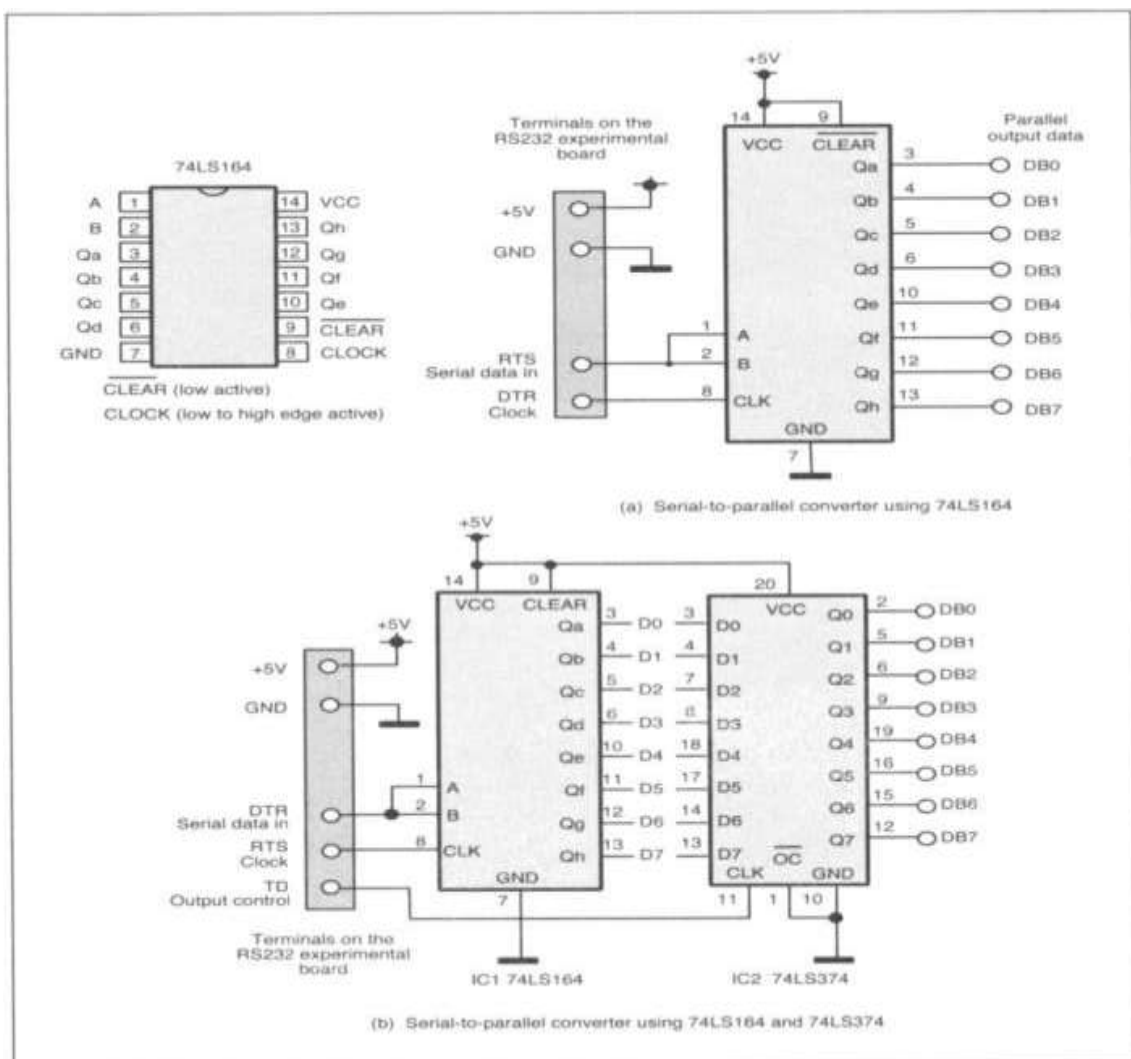 74LS164
A 1 14 VCC
B 2 13 Qh
Qa 3 12 Qg
Qb 4 11 Qf
Qc 5 10 Qe
Qd 6 9 CLEAR
GND 7 8 CLOCK
CLEAR (low active)
CLOCK (low to high edge active)
Terminals on the
RS232 experimental
board
+5V
GND
RTS
Serial data in
DTR
Clock
+5V
14 9
VCC CLEAR
1 A
2 B
8 CLK
GND
7
Parallel
output data
Qa 3 DB0
Qb 4 DB1
Qc 5 DB2
Qd 6 DB3
Qe 10 DB4
Qf 11 DB5
Qg 12 DB6
Qh 13 DB7
(a) Serial-to-parallel converter using 74LS164
+5V
+5V
GND
DTR
Serial data in
RTS
Clock
TD
Output control
Terminals on the
RS232 experimental
board
+5V
14 9
VCC CLEAR
1 A
2 B
8 CLK
GND
7
IC1 74LS164
Qa 3 D0 3 D0
Qb 4 D1 4 D1
Qc 5 D2 7 D2
Qd 6 D3 D3
Qe 10 D4 18 D4
Qf 11 D5 17 D5
Qg 12 D6 14 D6
Qh 13 D7 13 D7
20
VCC
Q0 2 DB0
Q1 5 DB1
Q2 6 DB2
Q3 9 DB3
Q4 19 DB4
Q5 16 DB5
Q6 15 DB6
Q7 12 DB7
CLK OC GND
11 1 10
IC2 74LS374
(b) Serial-to-parallel converter using 74LS164 and 74LS374